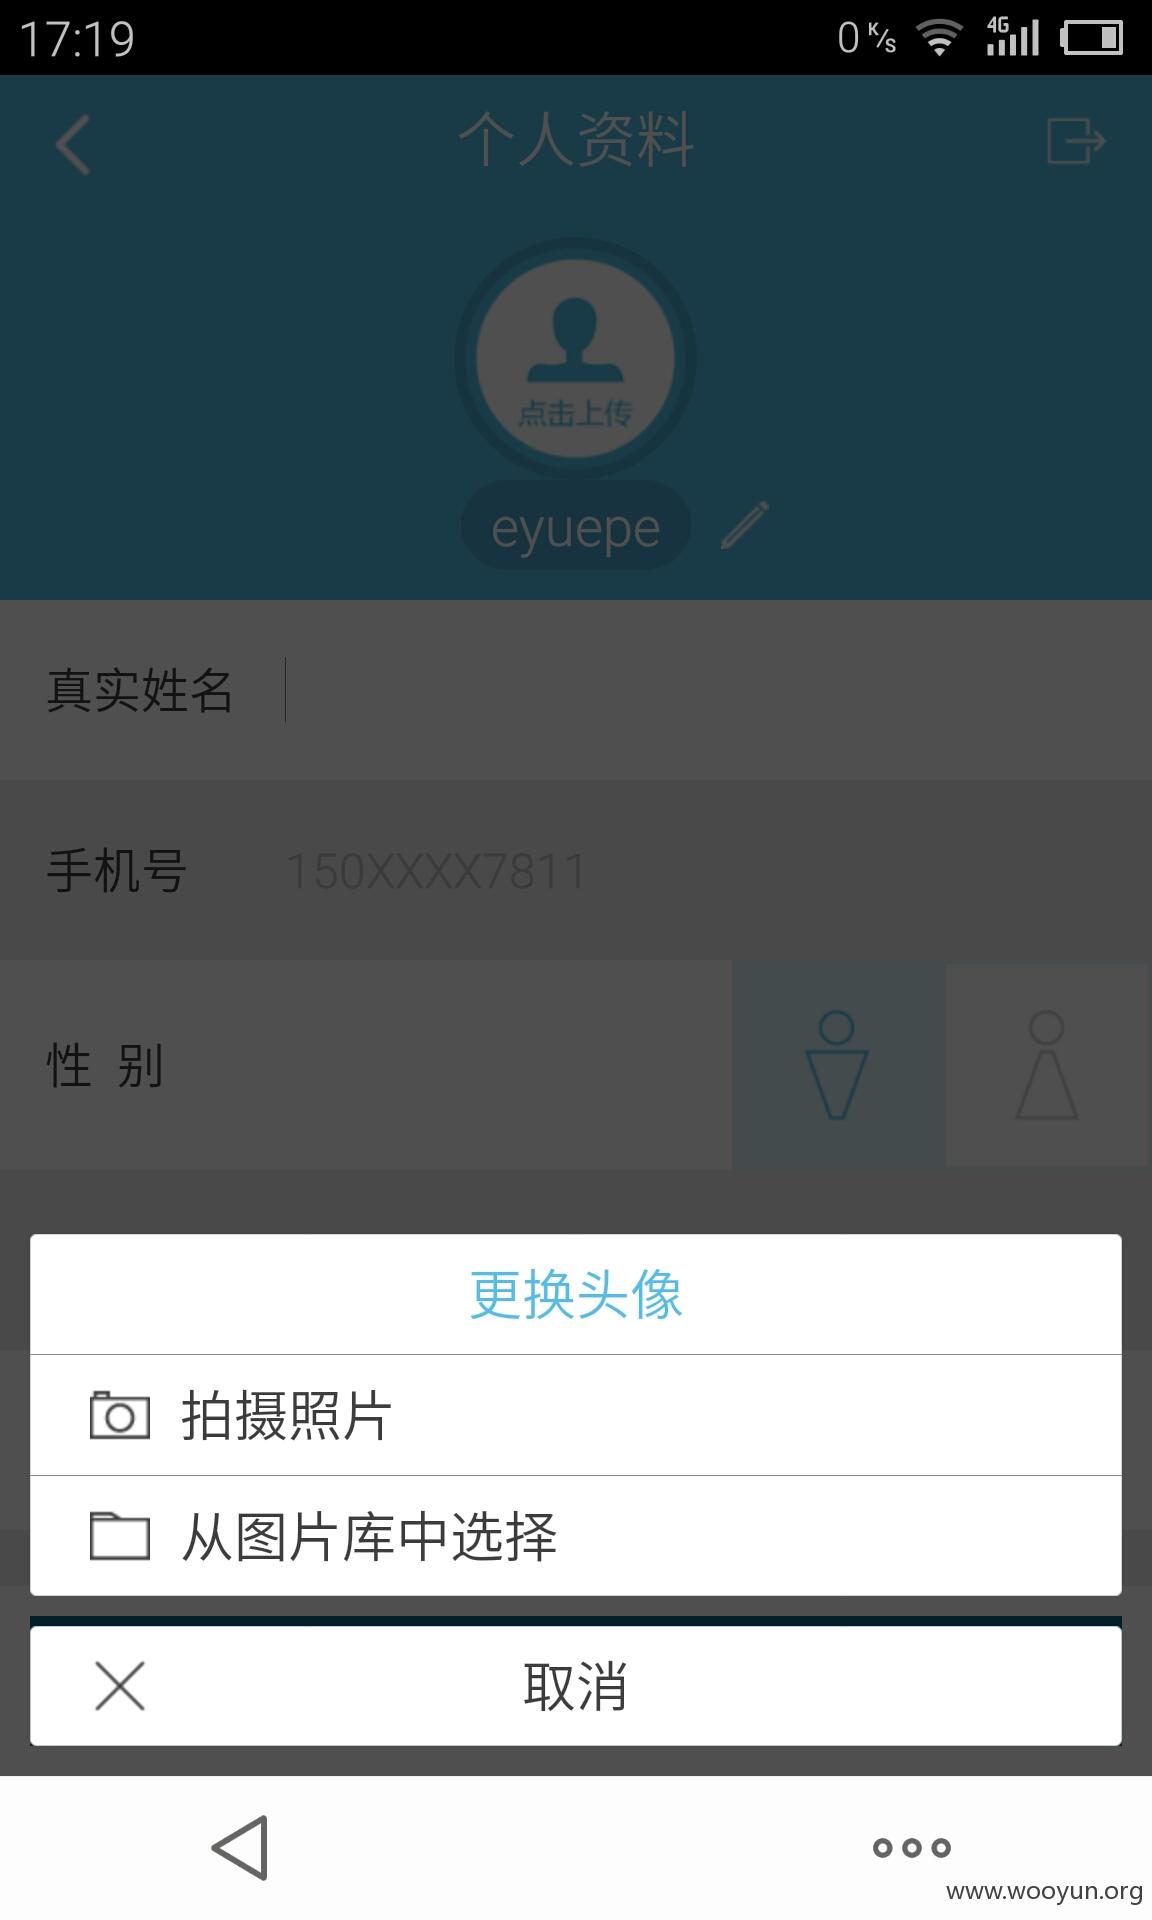 17:19
0 K/s
4G
个人资料
点击上传
eyuepe
真实姓名
手机号 150XXXX7811
性 别
更换头像
拍摄照片
从图片库中选择
取消
www.wooyun.org